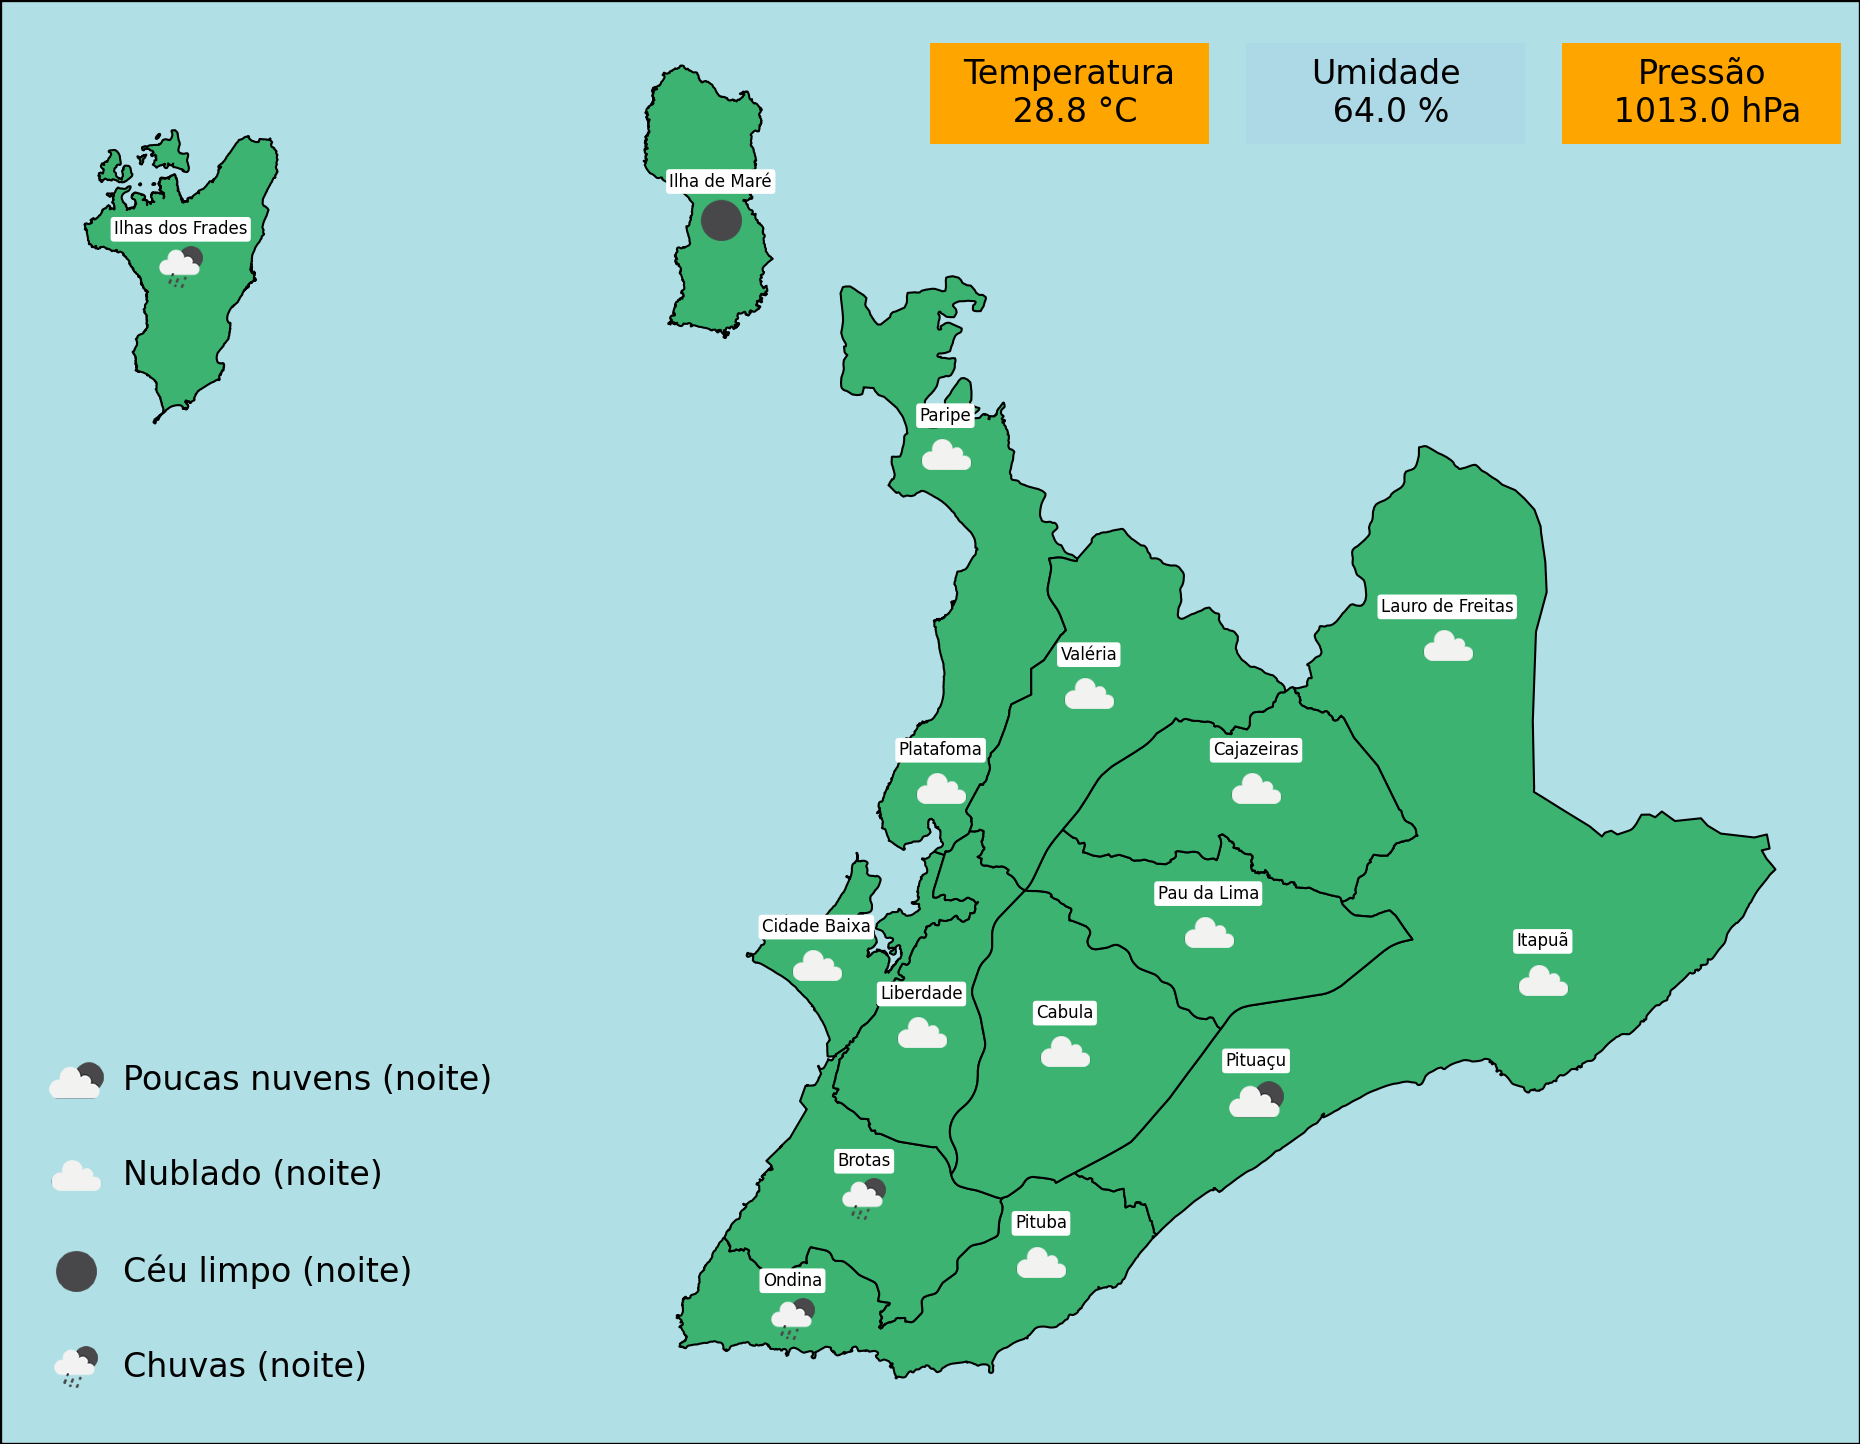 Temperatura
28.8 °C
Umidade
64.0 %
Pressão
1013.0 hPa
Ilha de Maré
Ilhas dos Frades
Paripe
Lauro de Freitas
Valéria
Platafoma
Cajazeiras
Pau da Lima
Cidade Baixa
Itapuã
Liberdade
Cabula
Pituaçu
Brotas
Pituba
Ondina
Poucas nuvens (noite)
Nublado (noite)
Céu limpo (noite)
Chuvas (noite)